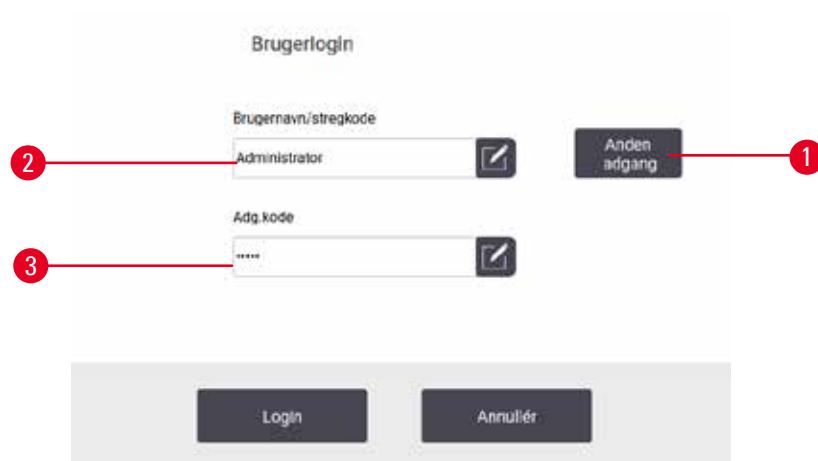 Brugerlogin
Brugernavn/stregkode
2
Administrator
Anden
adgang
1
Adg.kode
3
•••••
Login
Annullér